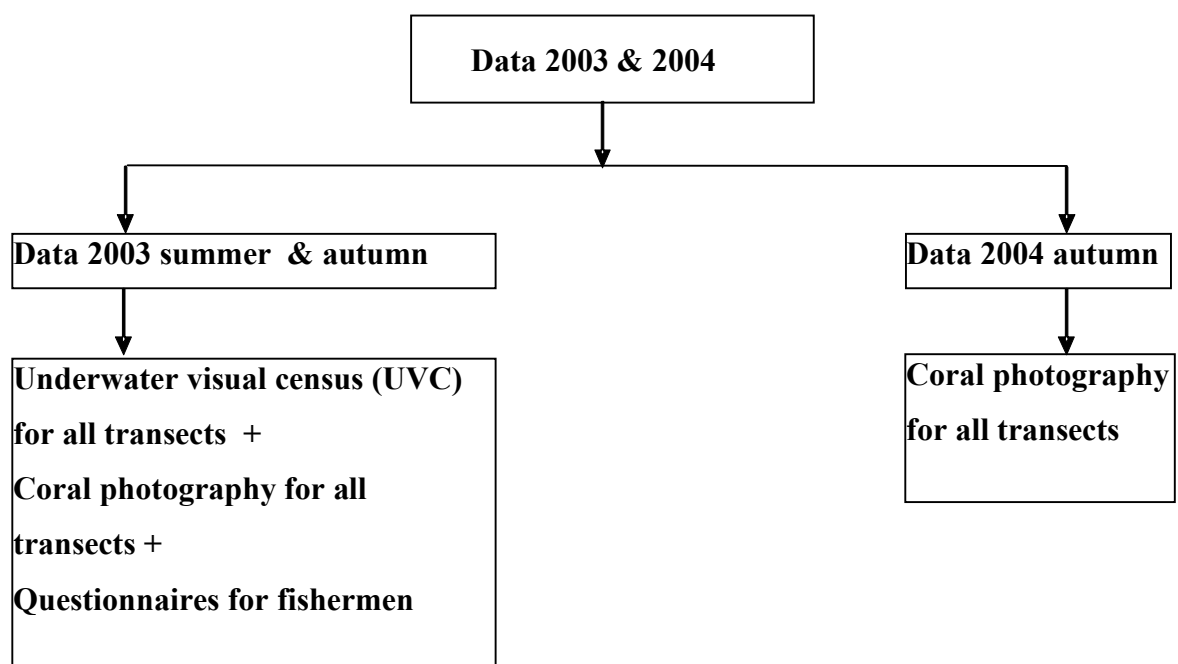 Data 2003 & 2004
Data 2003 summer & autumn
Data 2004 autumn
Underwater visual census (UVC)
for all transects +
Coral photography for all
transects +
Questionnaires for fishermen
Coral photography
for all transects